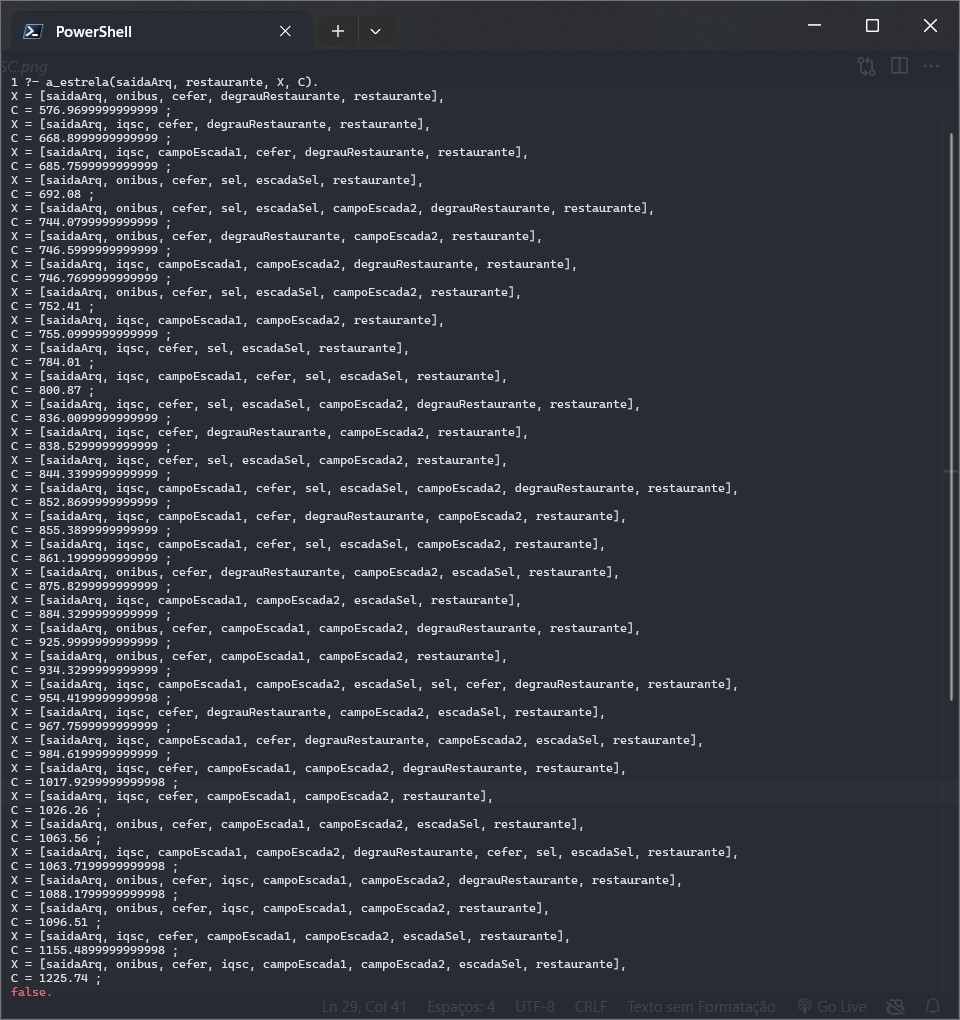 PowerShell
SC.png
1 ?- a_estrela(saidaArq, restaurante, X, C).
X = [saidaArq, onibus, cefer, degrauRestaurante, restaurante],
C = 576.9699999999999 ;
X = [saidaArq, iqsc, cefer, degrauRestaurante, restaurante],
C = 668.8999999999999 ;
X = [saidaArq, iqsc, campoEscada1, cefer, degrauRestaurante, restaurante],
C = 685.7599999999999 ;
X = [saidaArq, onibus, cefer, sel, escadaSel, restaurante],
C = 692.08 ;
X = [saidaArq, onibus, cefer, sel, escadaSel, campoEscada2, degrauRestaurante, restaurante],
C = 744.0799999999999 ;
X = [saidaArq, onibus, cefer, degrauRestaurante, campoEscada2, restaurante],
C = 746.5999999999999 ;
X = [saidaArq, iqsc, campoEscada1, campoEscada2, degrauRestaurante, restaurante],
C = 746.7699999999999 ;
X = [saidaArq, onibus, cefer, sel, escadaSel, campoEscada2, restaurante],
C = 752.41 ;
X = [saidaArq, iqsc, campoEscada1, campoEscada2, restaurante],
C = 755.0999999999999 ;
X = [saidaArq, iqsc, cefer, sel, escadaSel, restaurante],
C = 784.01 ;
X = [saidaArq, iqsc, campoEscada1, cefer, sel, escadaSel, restaurante],
C = 800.87 ;
X = [saidaArq, iqsc, cefer, sel, escadaSel, campoEscada2, degrauRestaurante, restaurante],
C = 836.0099999999999 ;
X = [saidaArq, iqsc, cefer, degrauRestaurante, campoEscada2, restaurante],
C = 838.5299999999999 ;
X = [saidaArq, iqsc, cefer, sel, escadaSel, campoEscada2, restaurante],
C = 844.3399999999999 ;
X = [saidaArq, iqsc, campoEscada1, cefer, sel, escadaSel, campoEscada2, degrauRestaurante, restaurante],
C = 852.8699999999999 ;
X = [saidaArq, iqsc, campoEscada1, cefer, degrauRestaurante, campoEscada2, restaurante],
C = 855.3899999999999 ;
X = [saidaArq, iqsc, campoEscada1, cefer, sel, escadaSel, campoEscada2, restaurante],
C = 861.1999999999999 ;
X = [saidaArq, onibus, cefer, degrauRestaurante, campoEscada2, escadaSel, restaurante],
C = 875.8299999999999 ;
X = [saidaArq, iqsc, campoEscada1, campoEscada2, escadaSel, restaurante],
C = 884.3299999999999 ;
X = [saidaArq, onibus, cefer, campoEscada1, campoEscada2, degrauRestaurante, restaurante],
C = 925.9999999999999 ;
X = [saidaArq, onibus, cefer, campoEscada1, campoEscada2, restaurante],
C = 934.3299999999999 ;
X = [saidaArq, iqsc, campoEscada1, campoEscada2, escadaSel, sel, cefer, degrauRestaurante, restaurante],
C = 954.4199999999998 ;
X = [saidaArq, iqsc, cefer, degrauRestaurante, campoEscada2, escadaSel, restaurante],
C = 967.7599999999999 ;
X = [saidaArq, iqsc, campoEscada1, cefer, degrauRestaurante, campoEscada2, escadaSel, restaurante],
C = 984.6199999999999 ;
X = [saidaArq, iqsc, cefer, campoEscada1, campoEscada2, degrauRestaurante, restaurante],
C = 1017.9299999999998 ;
X = [saidaArq, iqsc, cefer, campoEscada1, campoEscada2, restaurante],
C = 1026.26 ;
X = [saidaArq, onibus, cefer, campoEscada1, campoEscada2, escadaSel, restaurante],
C = 1063.56 ;
X = [saidaArq, iqsc, campoEscada1, campoEscada2, degrauRestaurante, cefer, sel, escadaSel, restaurante],
C = 1063.7199999999998 ;
X = [saidaArq, onibus, cefer, iqsc, campoEscada1, campoEscada2, degrauRestaurante, restaurante],
C = 1088.1799999999998 ;
X = [saidaArq, onibus, cefer, iqsc, campoEscada1, campoEscada2, restaurante],
C = 1096.51 ;
X = [saidaArq, iqsc, cefer, campoEscada1, campoEscada2, escadaSel, restaurante],
C = 1155.4899999999998 ;
X = [saidaArq, onibus, cefer, iqsc, campoEscada1, campoEscada2, escadaSel, restaurante],
C = 1225.74 ;
false.
Ln 29, Col 41 Espaços: 4 UTF-8 CRLF Texto sem Formatação Go Live